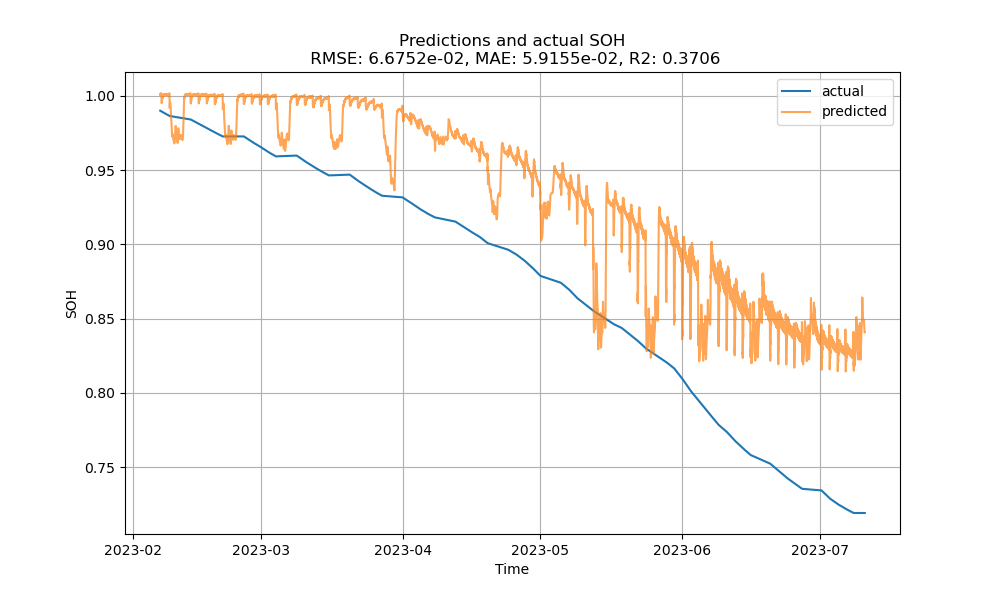 Predictions and actual SOH
RMSE: 6.6752e-02, MAE: 5.9155e-02, R2: 0.3706
actual
predicted
1.00
0.95
0.90
0.85
0.80
0.75
SOH
2023-02 2023-03 2023-04 2023-05 2023-06 2023-07
Time